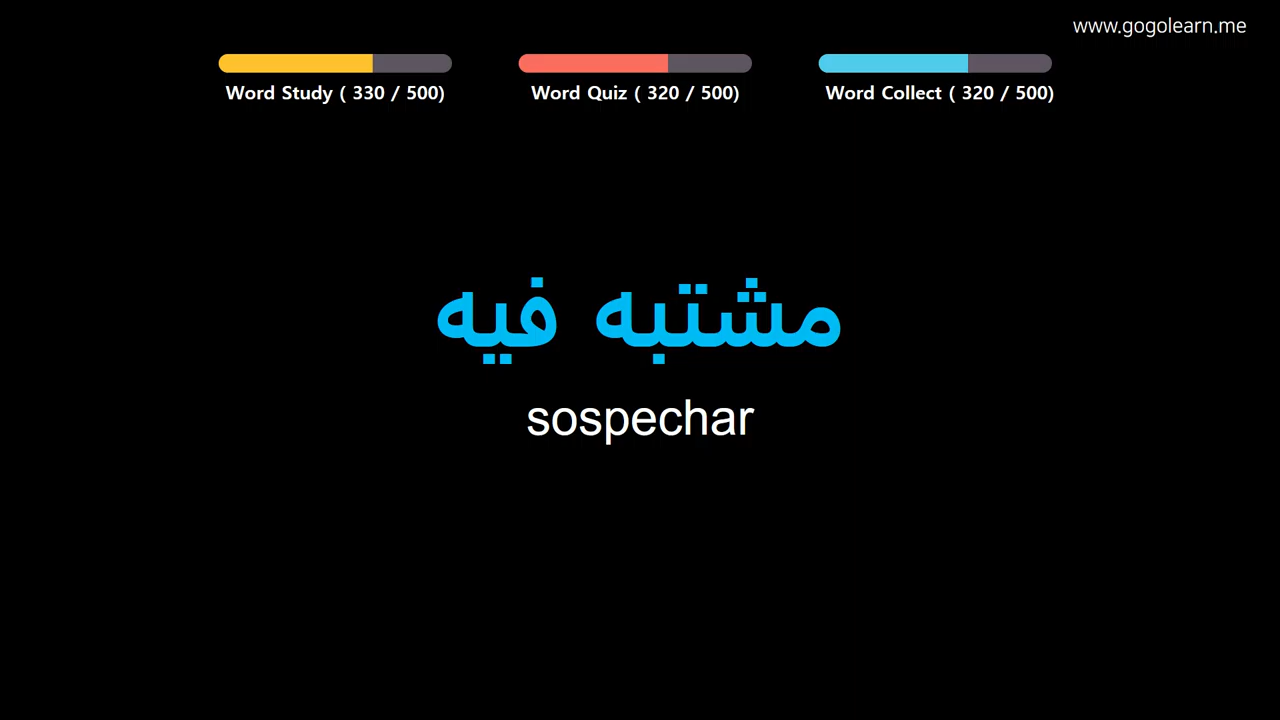 www.gogolearn.me
Word Study ( 330 / 500)
Word Quiz ( 320 / 500)
Word Collect ( 320 / 500)
مشتبه فيه
sospechar